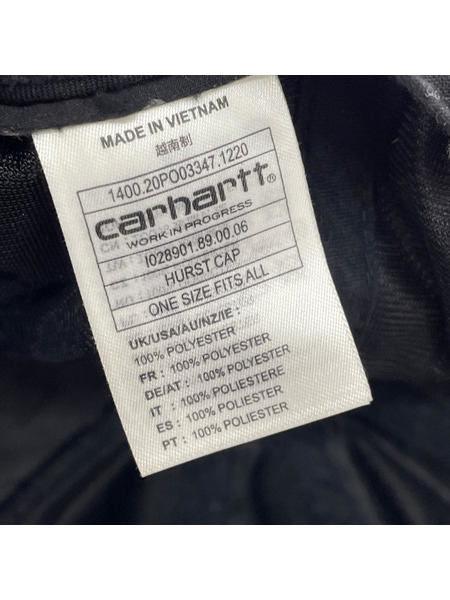 MADE IN VIETNAM
越南制
1400.20PO03347.1220
carhartt®
WORK IN PROGRESS
I028901.89.00.06
HURST CAP
ONE SIZE FITS ALL
UK/USA/AU/NZ/IE :
100% POLYESTER
FR : 100% POLYESTER
DE/AT : 100% POLYESTER
IT : 100% POLIESTERE
ES : 100% POLIESTER
PT : 100% POLIESTER